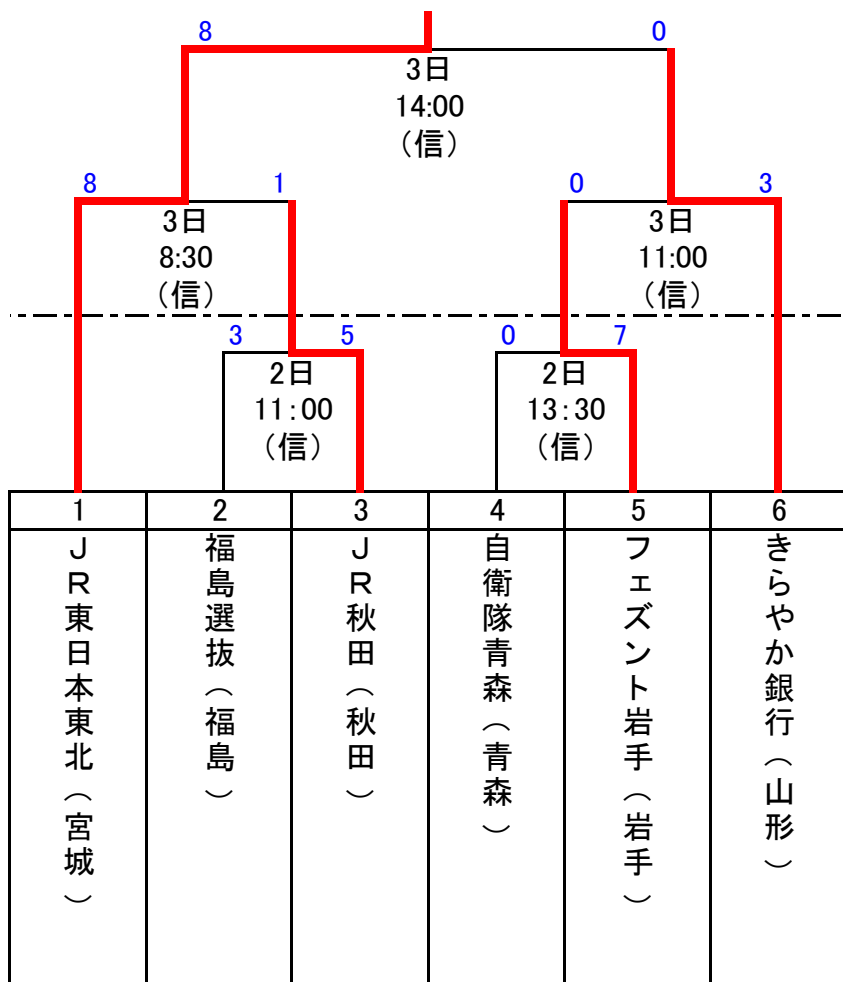 8
0
3日
14:00
（信）
8
1
0
3
3日
8:30
（信）
3日
11:00
（信）
3
5
0
7
2日
11:00
（信）
2日
13:30
（信）
1
2
3
4
5
6
ＪＲ東日本東北（宮城）
福島選抜（福島）
ＪＲ秋田（秋田）
自衛隊青森（青森）
フェズント岩手（岩手）
きらやか銀行（山形）